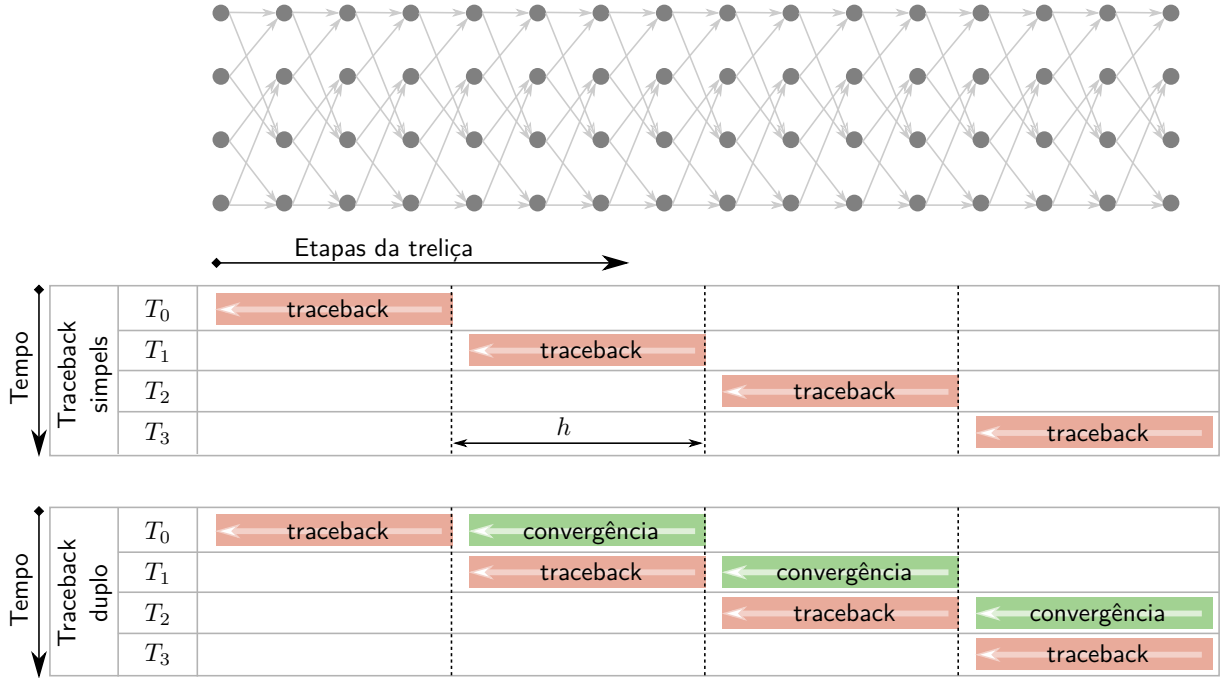 Etapas da treliça
Tempo
Traceback
simpels
T0 traceback
T1 traceback
T2 traceback
T3 h traceback
Tempo
Traceback
duplo
T0 traceback convergência
T1 traceback convergência
T2 traceback convergência
T3 traceback